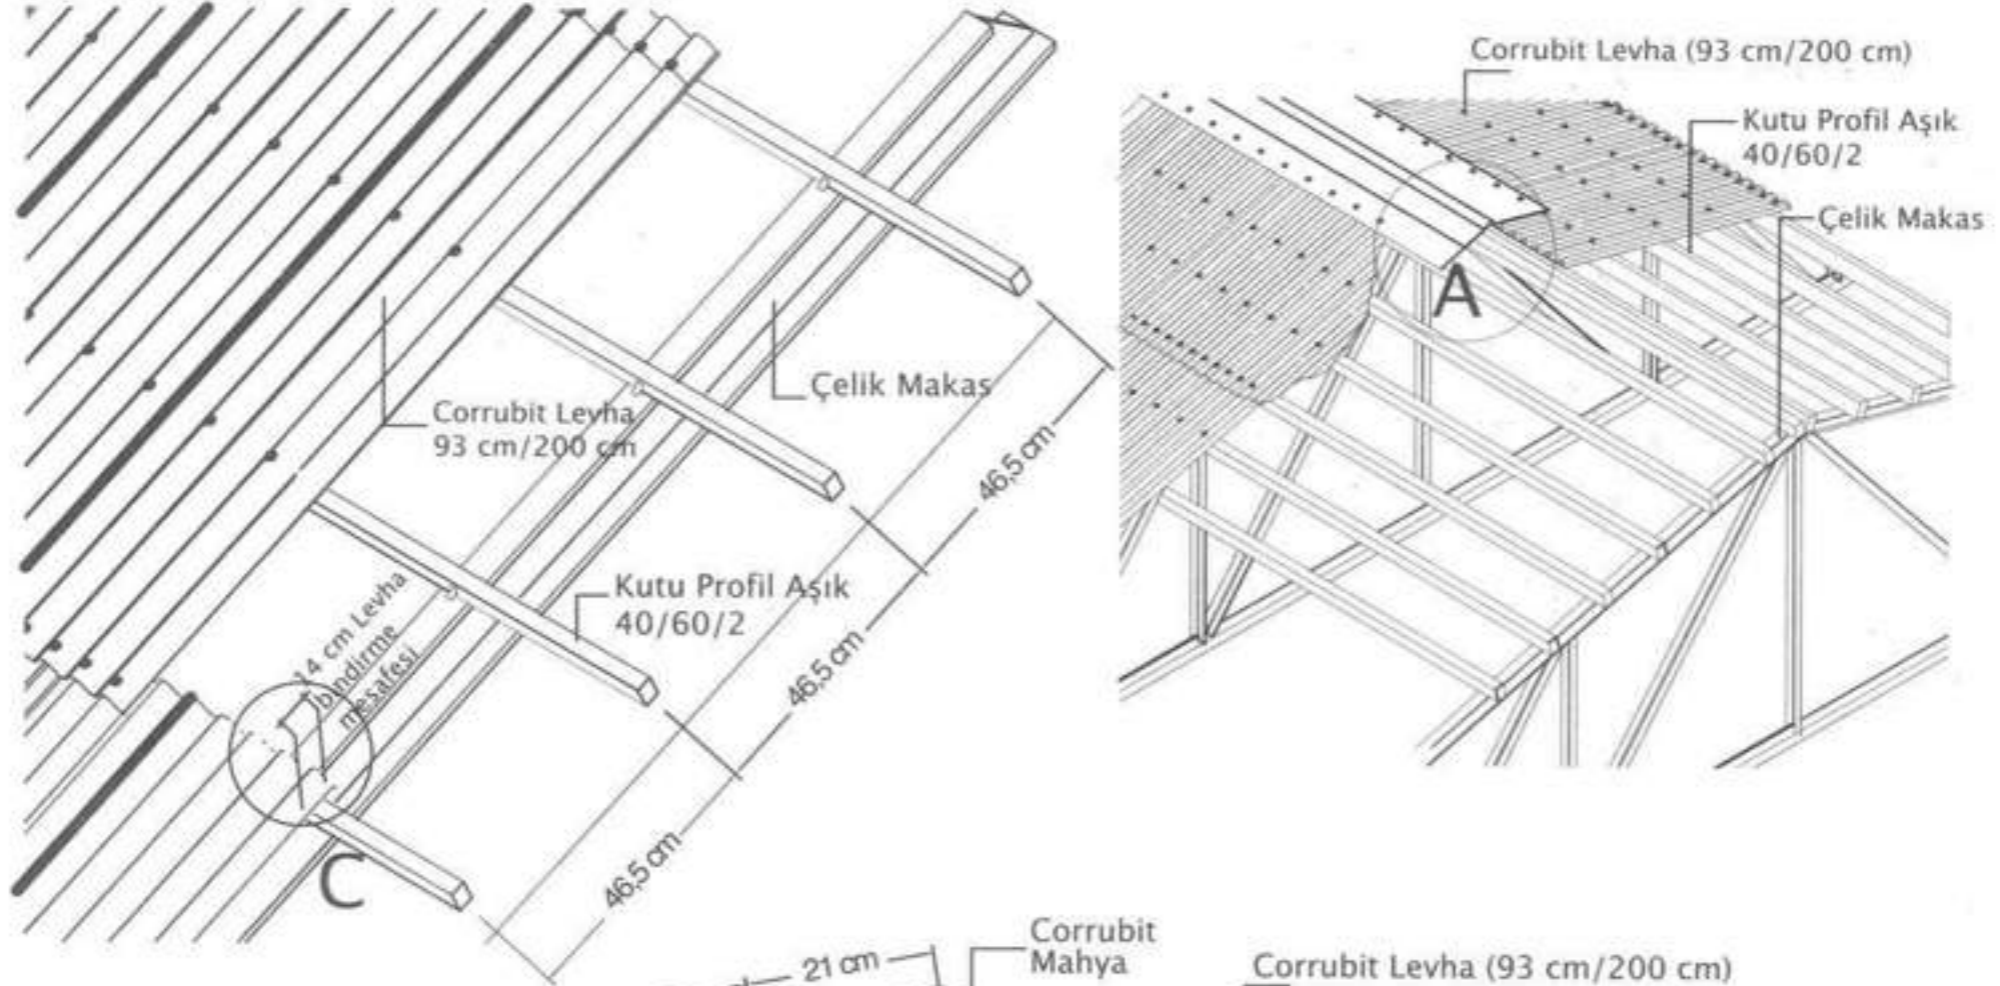 Corrubit Levha (93 cm/200 cm)
Kutu Profil Aşık
40/60/2
Çelik Makas
A
Çelik Makas
Corrubit Levha
93 cm/200 cm
46,5 cm
Kutu Profil Aşık
40/60/2
14 cm Levha
bindirme
mesafesi
46,5 cm
46,5 cm
C
21 cm
Corrubit
Mahya
Corrubit Levha (93 cm/200 cm)